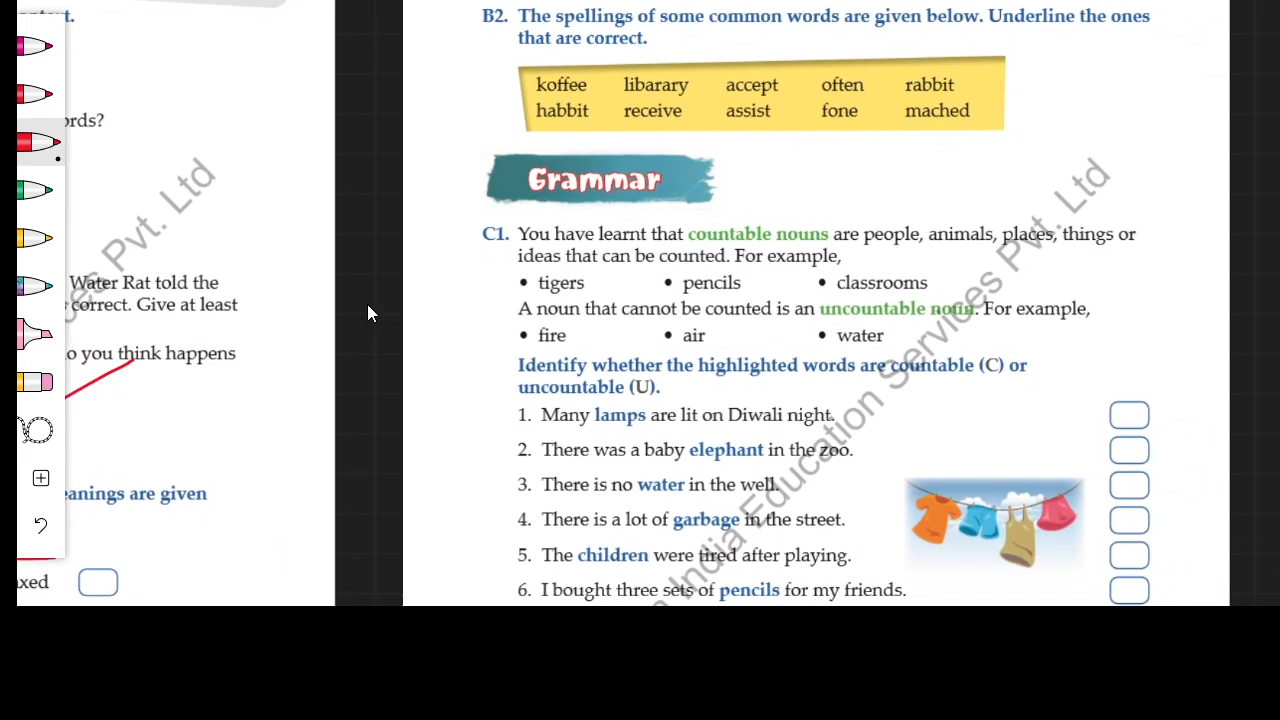 ords?
Water Rat told the
correct. Give at least
o you think happens
eanings are given
xed
B2. The spellings of some common words are given below. Underline the ones
that are correct.
koffee libarary accept often rabbit
habbit receive assist fone mached
Grammar
C1. You have learnt that countable nouns are people, animals, places, things or
ideas that can be counted. For example,
• tigers • pencils • classrooms
A noun that cannot be counted is an uncountable noun. For example,
• fire • air • water
Identify whether the highlighted words are countable (C) or
uncountable (U).
1. Many lamps are lit on Diwali night.
2. There was a baby elephant in the zoo.
3. There is no water in the well.
4. There is a lot of garbage in the street.
5. The children were tired after playing.
6. I bought three sets of pencils for my friends.
ces Pvt. Ltd
India Education Services Pvt. Ltd